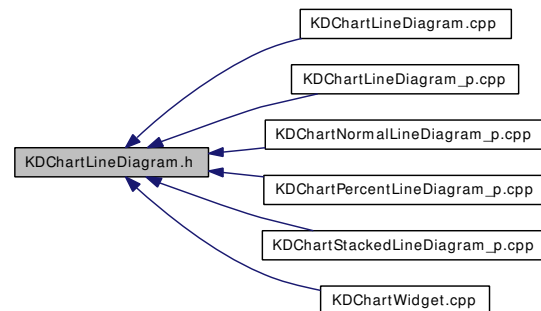 KDChartLineDiagram.cpp
KDChartLineDiagram_p.cpp
KDChartNormalLineDiagram_p.cpp
KDChartLineDiagram.h
KDChartPercentLineDiagram_p.cpp
KDChartStackedLineDiagram_p.cpp
KDChartWidget.cpp